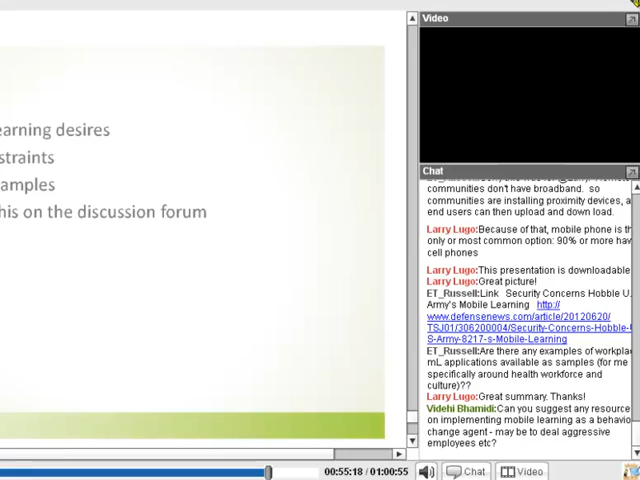 earning desires
straints
amples
his on the discussion forum
Video
Chat
communities don't have broadband. so
communities are installing proximity devices, a
end users can then upload and down load.
Larry Lugo:Because of that, mobile phone is th
only or most common option: 90% or more hav
cell phones
Larry Lugo:This presentation is downloadable
Larry Lugo:Great picture!
ET_Russell:Link Security Concerns Hobble U.
Army's Mobile Learning http://
www.defensenews.com/article/20120620/
TSJ01/306200004/Security-Concerns-Hobble-U
S-Army-8217-s-Mobile-Learning
ET_Russell:Are there any examples of workplac
mL applications available as samples (for me
specifically around health workforce and
culture)??
Larry Lugo:Great summary. Thanks!
Videhi Bhamidi:Can you suggest any resource
on implementing mobile learning as a behavio
change agent - may be to deal aggressive
employees etc?
00:55:18 / 01:00:55
Chat
Video